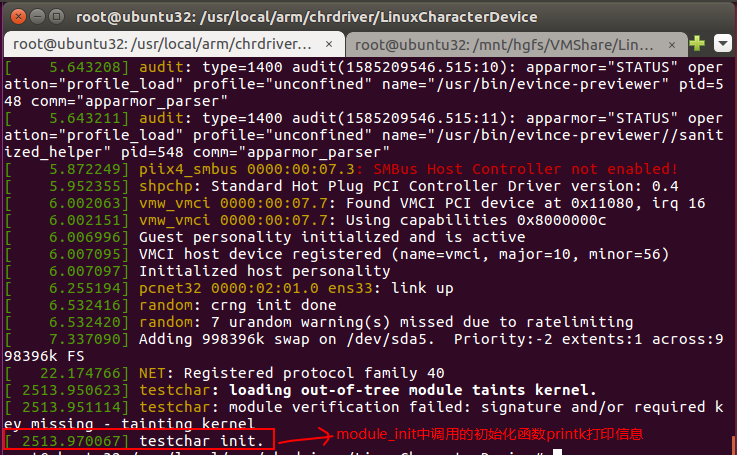 root@ubuntu32: /usr/local/arm/chrdriver/LinuxCharacterDevice
root@ubuntu32: /usr/local/arm/chrdriver... × root@ubuntu32: /mnt/hgfs/VMShare/Lin... ×
[    5.643208] audit: type=1400 audit(1585209546.515:10): apparmor="STATUS" oper
ation="profile_load" profile="unconfined" name="/usr/bin/evince-previewer" pid=5
48 comm="apparmor_parser"
[    5.643211] audit: type=1400 audit(1585209546.515:11): apparmor="STATUS" oper
ation="profile_load" profile="unconfined" name="/usr/bin/evince-previewer//sanit
ized_helper" pid=548 comm="apparmor_parser"
[    5.872249] piix4_smbus 0000:00:07.3: SMBus Host Controller not enabled!
[    5.952355] shpchp: Standard Hot Plug PCI Controller Driver version: 0.4
[    6.002063] vmw_vmci 0000:00:07.7: Found VMCI PCI device at 0x11080, irq 16
[    6.002151] vmw_vmci 0000:00:07.7: Using capabilities 0x8000000c
[    6.006996] Guest personality initialized and is active
[    6.007095] VMCI host device registered (name=vmci, major=10, minor=56)
[    6.007097] Initialized host personality
[    6.255194] pcnet32 0000:02:01.0 ens33: link up
[    6.532416] random: crng init done
[    6.532420] random: 7 urandom warning(s) missed due to ratelimiting
[    7.337090] Adding 998396k swap on /dev/sda5.  Priority:-2 extents:1 across:9
98396k FS
[   22.174766] NET: Registered protocol family 40
[ 2513.950623] testchar: loading out-of-tree module taints kernel.
[ 2513.951114] testchar: module verification failed: signature and/or required k
ey missing - tainting kernel
[ 2513.970067] testchar init. module_init中调用的初始化函数printk打印信息